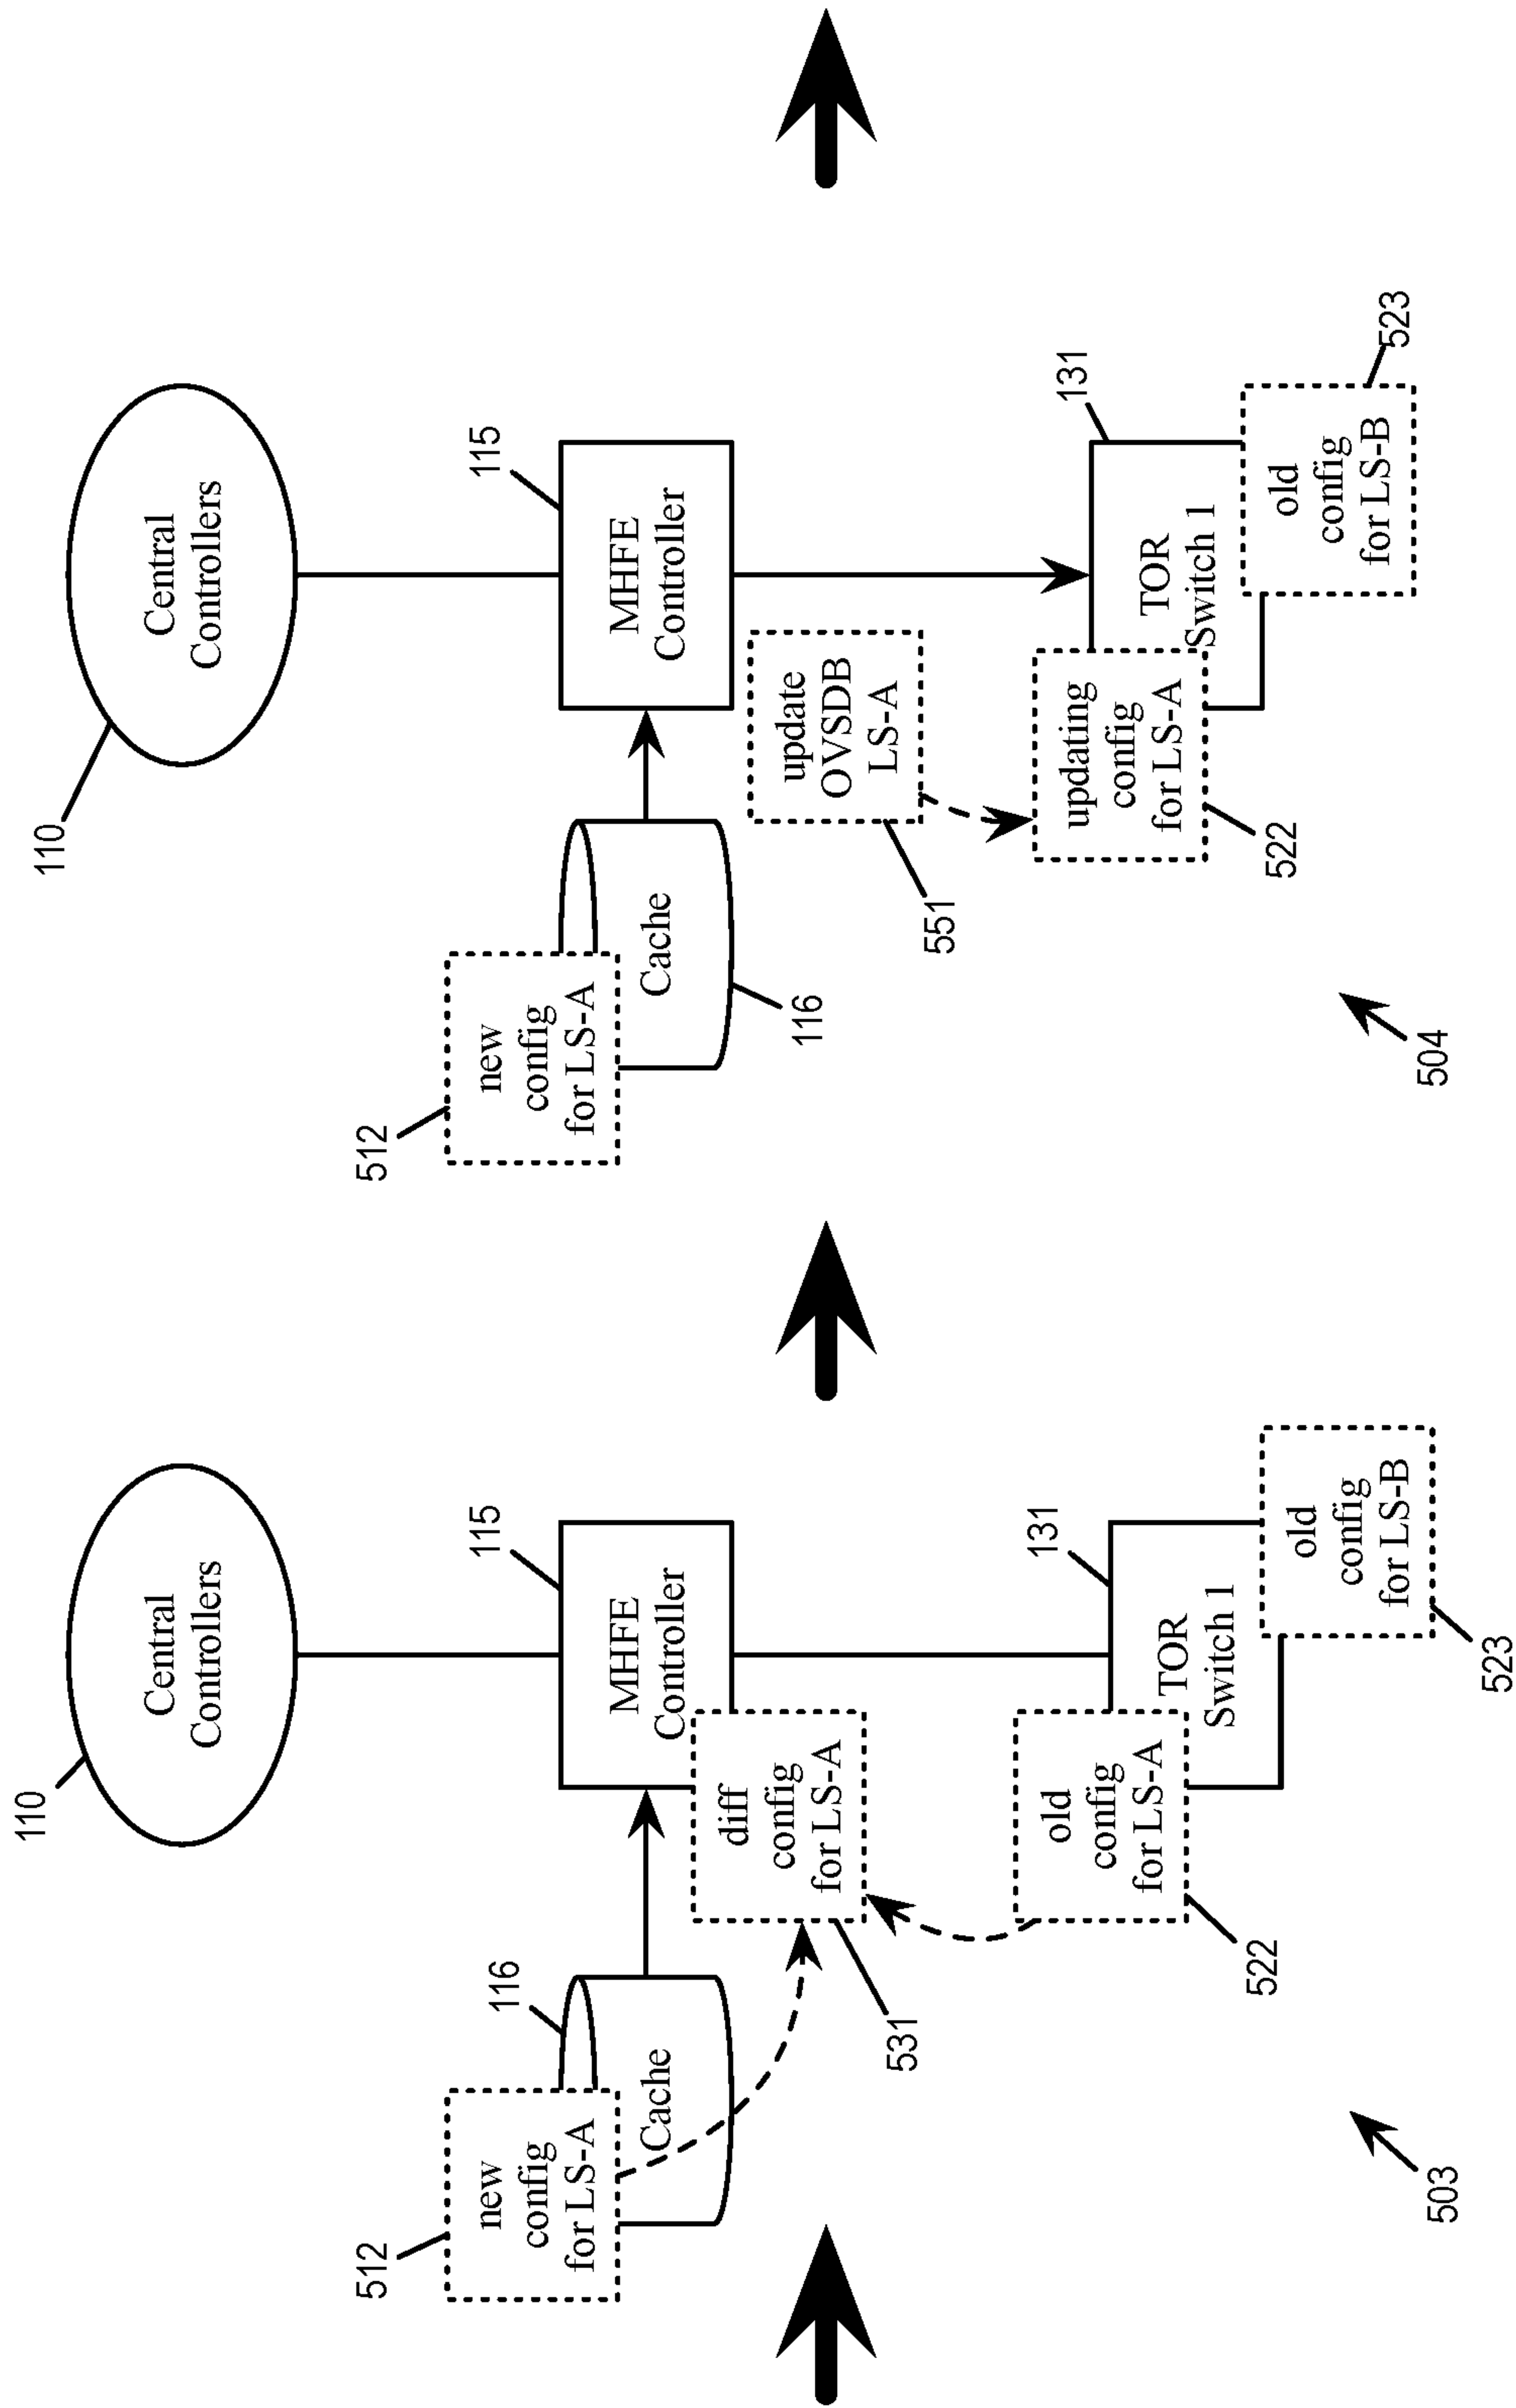 110
Central
Controllers
115
MHFE
Controller
512
new
config
for LS-A
116
Cache
diff
config
for LS-A
531
131
TOR
Switch 1
old
config
for LS-A
522
old
config
for LS-B
523
503
110
Central
Controllers
115
MHFE
Controller
512
new
config
for LS-A
Cache
116
update
OVSDB
LS-A
551
131
TOR
Switch 1
updating
config
for LS-A
522
old
config
for LS-B
523
504